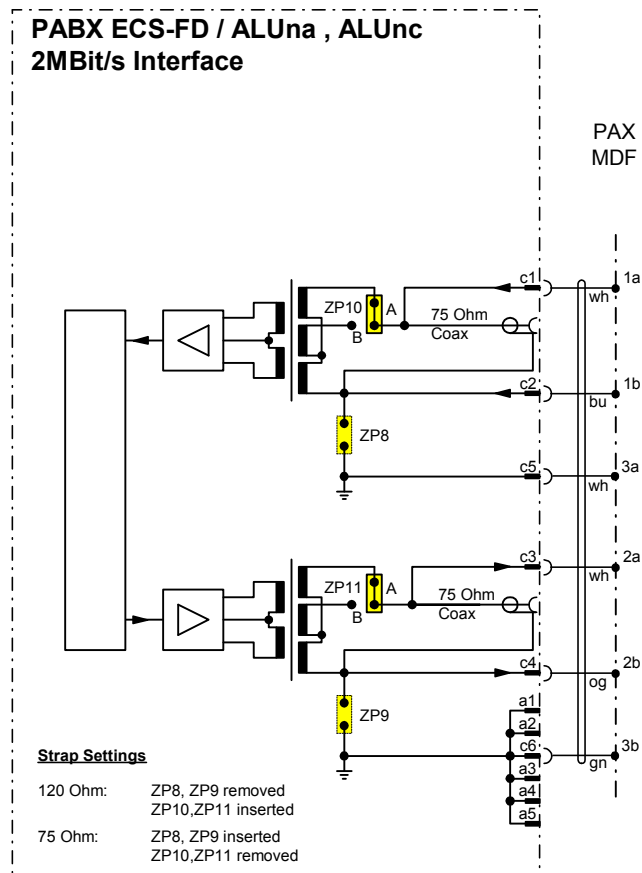 PABX ECS-FD / ALUna , ALUnc
2MBit/s Interface
PAX
MDF
c1
1a
ZP10
A
wh
75 Ohm
Coax
B
c2
1b
bu
ZP8
c5
3a
wh
c3
2a
ZP11
A
wh
75 Ohm
Coax
B
c4
2b
og
a1
ZP9
a2
c6
3b
gn
a3
a4
a5
Strap Settings
120 Ohm: ZP8, ZP9 removed
ZP10,ZP11 inserted
75 Ohm: ZP8, ZP9 inserted
ZP10,ZP11 removed